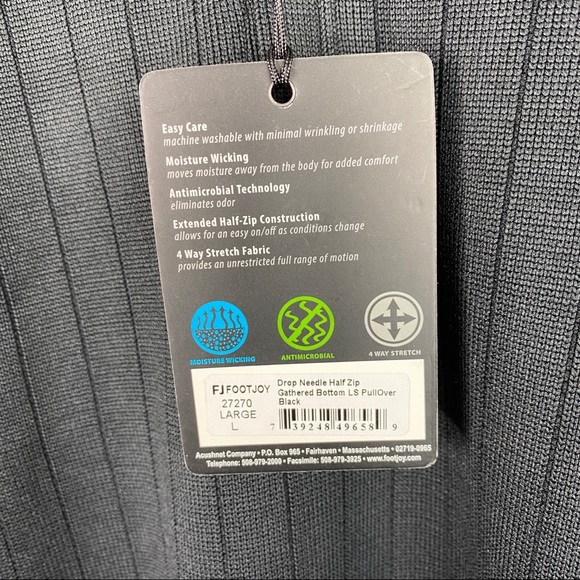 Easy Care
machine washable with minimal wrinkling or shrinkage
Moisture Wicking
moves moisture away from the body for added comfort
Antimicrobial Technology
eliminates odor
Extended Half-Zip Construction
allows for an easy on/off as conditions change
4 Way Stretch Fabric
provides an unrestricted full range of motion
MOISTURE WICKING
ANTIMICROBIAL
4 WAY STRETCH
FJ FOOTJOY
27270
LARGE
L
Drop Needle Half Zip
Gathered Bottom LS PullOver
Black
7 39248 49658 9
Acushnet Company • P.O. Box 965 • Fairhaven • Massachusetts • 02719-0965
Telephone: 508-979-2000 • Facsimile: 508-979-3925 • www.footjoy.com